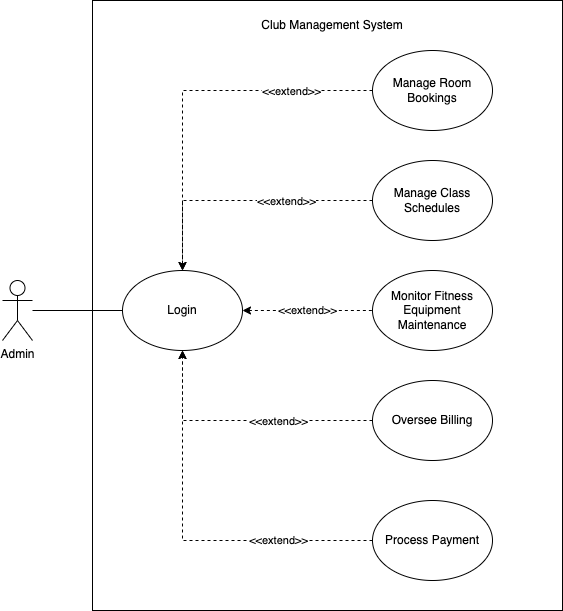 Club Management System
Manage Room
Bookings
<<extend>>
Manage Class
Schedules
<<extend>>
Admin
Login
Monitor Fitness
Equipment
Maintenance
<<extend>>
Oversee Billing
<<extend>>
Process Payment
<<extend>>